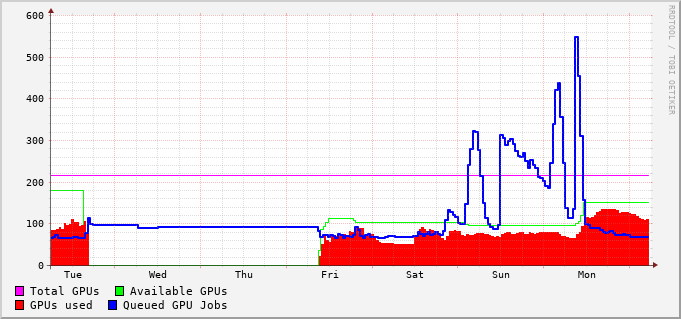 600
500
400
300
200
100
0
Tue Wed Thu Fri Sat Sun Mon
Total GPUs Available GPUs
GPUs used Queued GPU Jobs
RRDTOOL / TOBI OETIKER